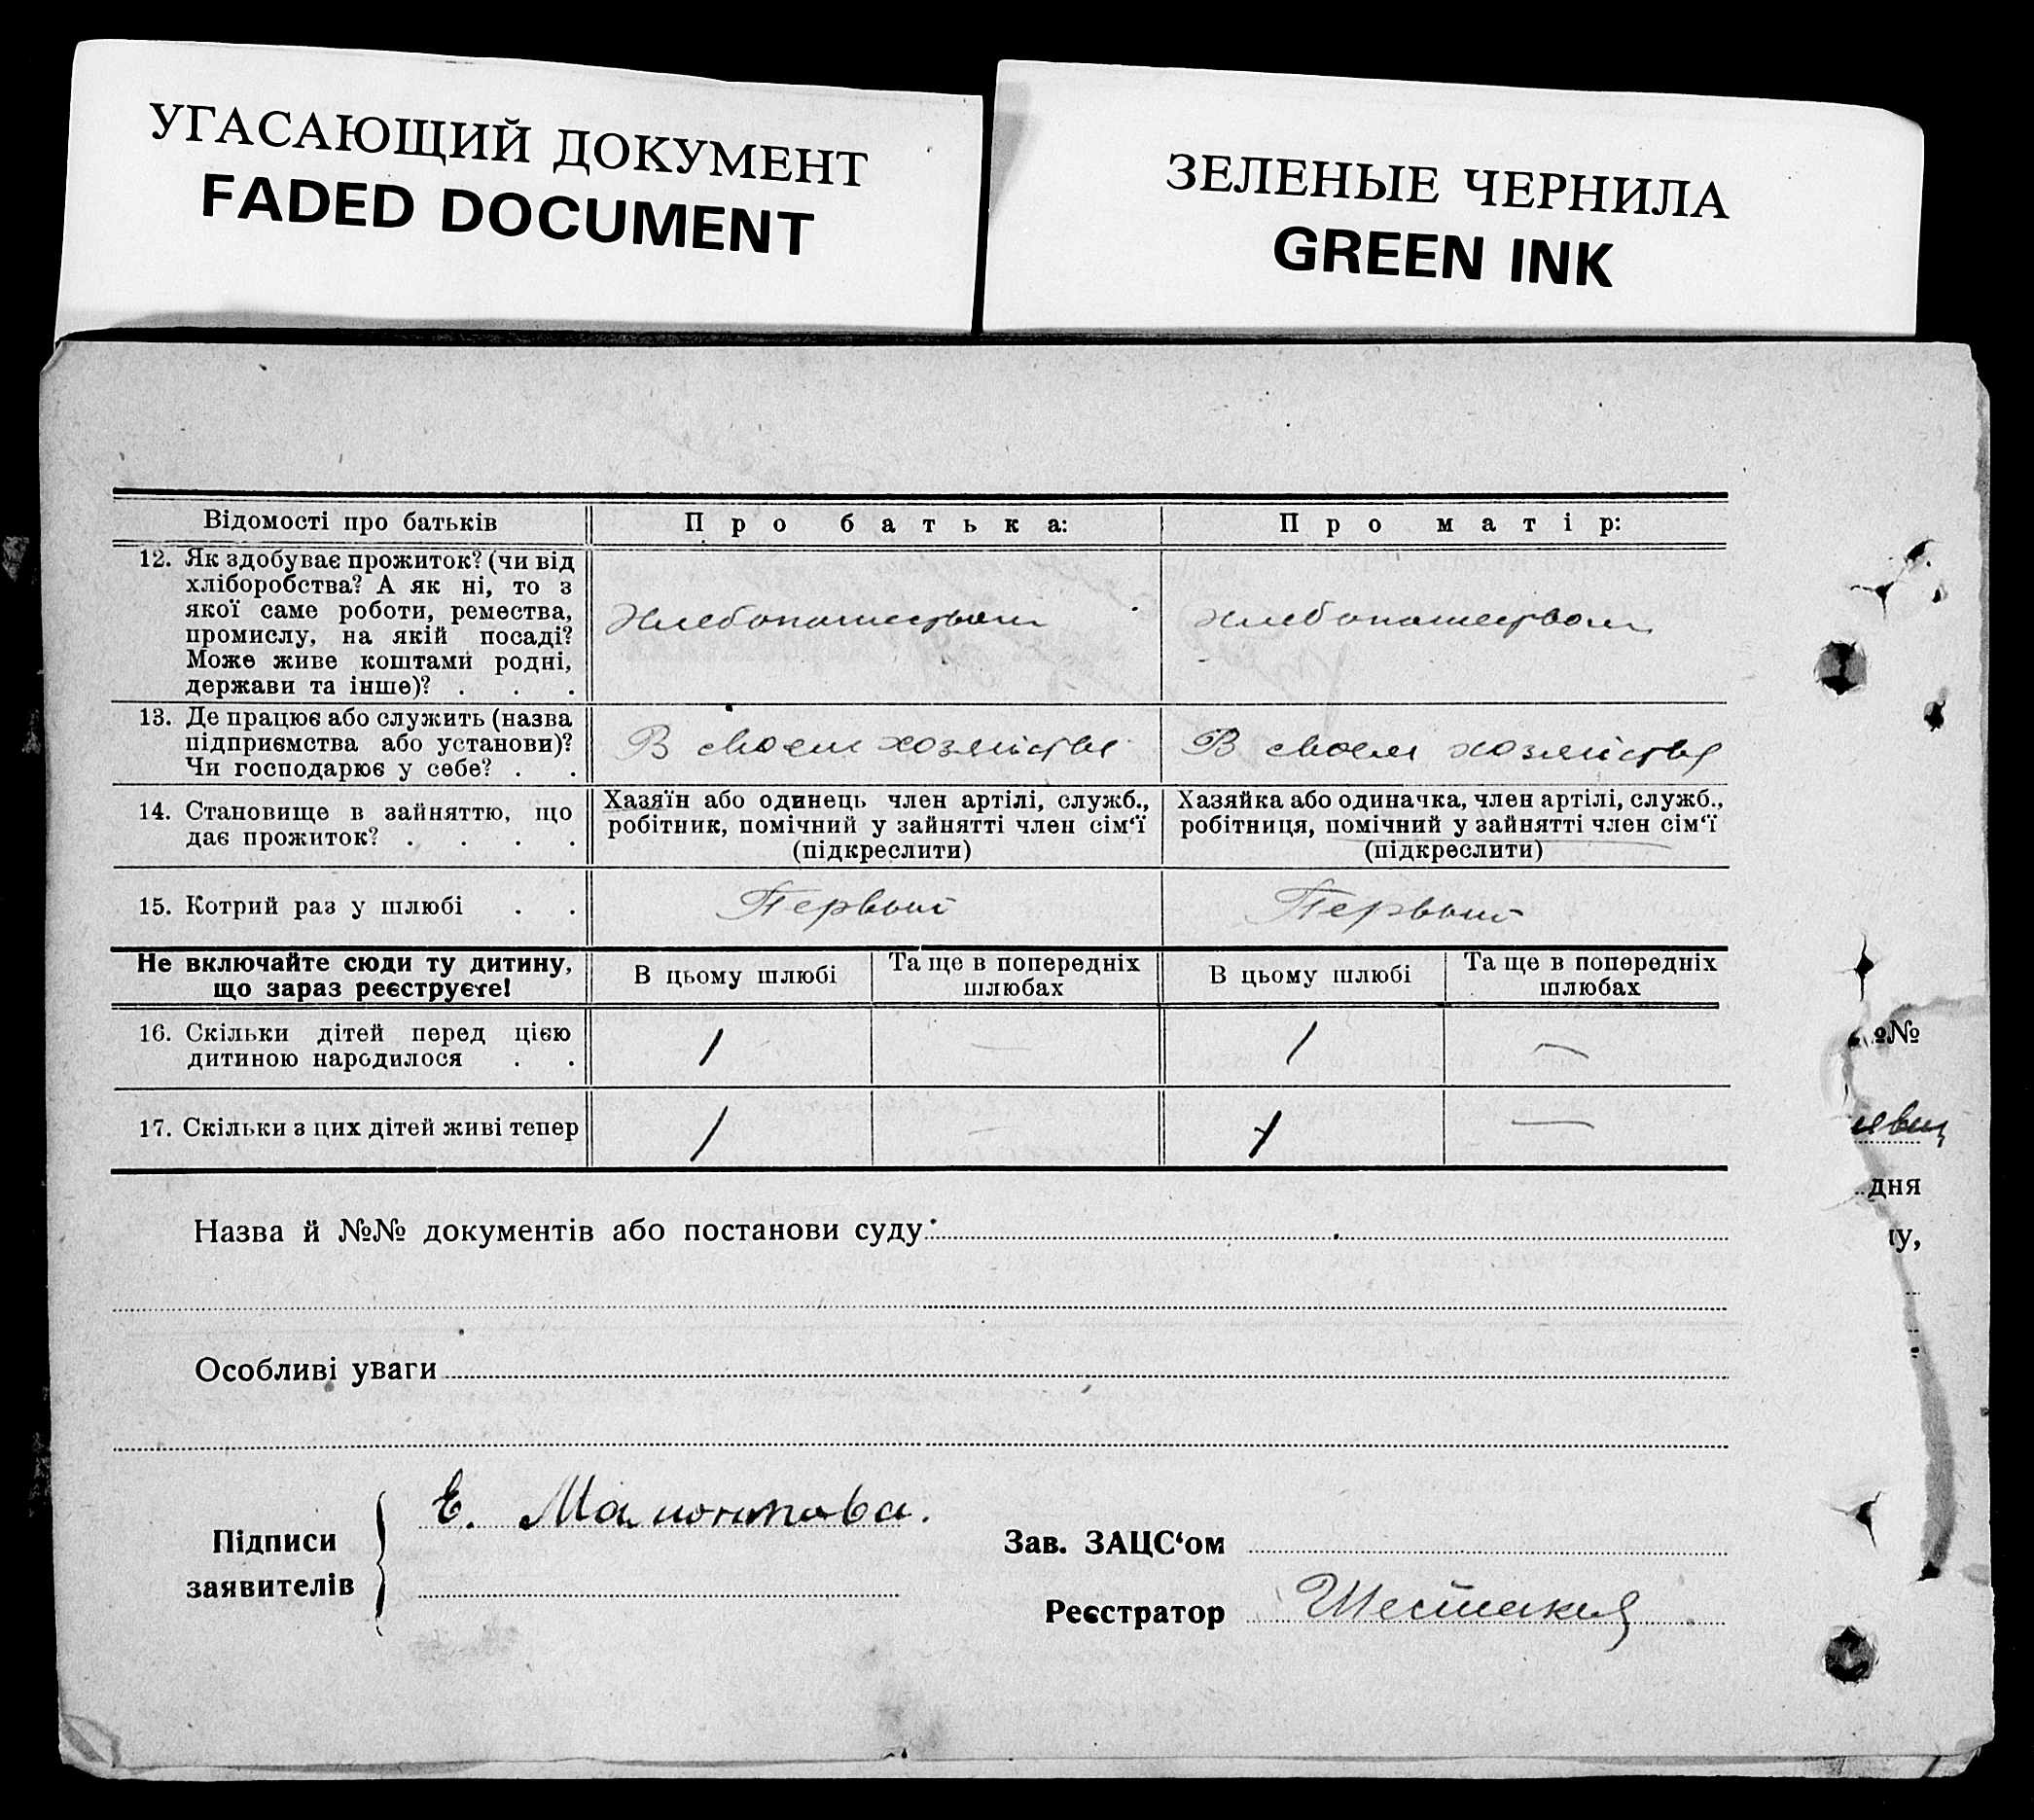 УГАСАЮЩИЙ ДОКУМЕНТ
FADED DOCUMENT
ЗЕЛЕНЫЕ ЧЕРНИЛА
GREEN INK
Відомості про батьків
Про батька:
Про матір:
12. Як здобуває прожиток? (чи від
хліборобства? А як ні, то з
якої саме роботи, ремества,
промислу, на якій посаді?
Може живе коштами родні,
держави та інше)? . . .
Хлебопашеством
Хлебопашеством
13. Де працює або служить (назва
підприємства або установи)?
Чи господарює у себе? . .
В своем хозяйстве
В своем хозяйстве
14. Становище в зайняттю, що
дає прожиток? . . . .
Хазяїн або одинець член артілі, служб.,
робітник, помічний у зайнятті член сім‘ї
(підкреслити)
Хазяйка або одиначка, член артілі, служб.,
робітниця, помічний у зайнятті член сім‘ї
(підкреслити)
15. Котрий раз у шлюбі . .
Первый
Первый
Не включайте сюди ту дитину,
що зараз реєструєте!
В цьому шлюбі
Та ще в попередніх
шлюбах
В цьому шлюбі
Та ще в попередніх
шлюбах
16. Скільки дітей перед цією
дитиною народилося . .
1
—
1
—
17. Скільки з цих дітей живі тепер
1
—
1
—
Назва й №№ документів або постанови суду
Особливі уваги
Підписи
заявителів
Е. Мамонтова.
Зав. ЗАЦС‘ом
Реєстратор
№
дня
у,